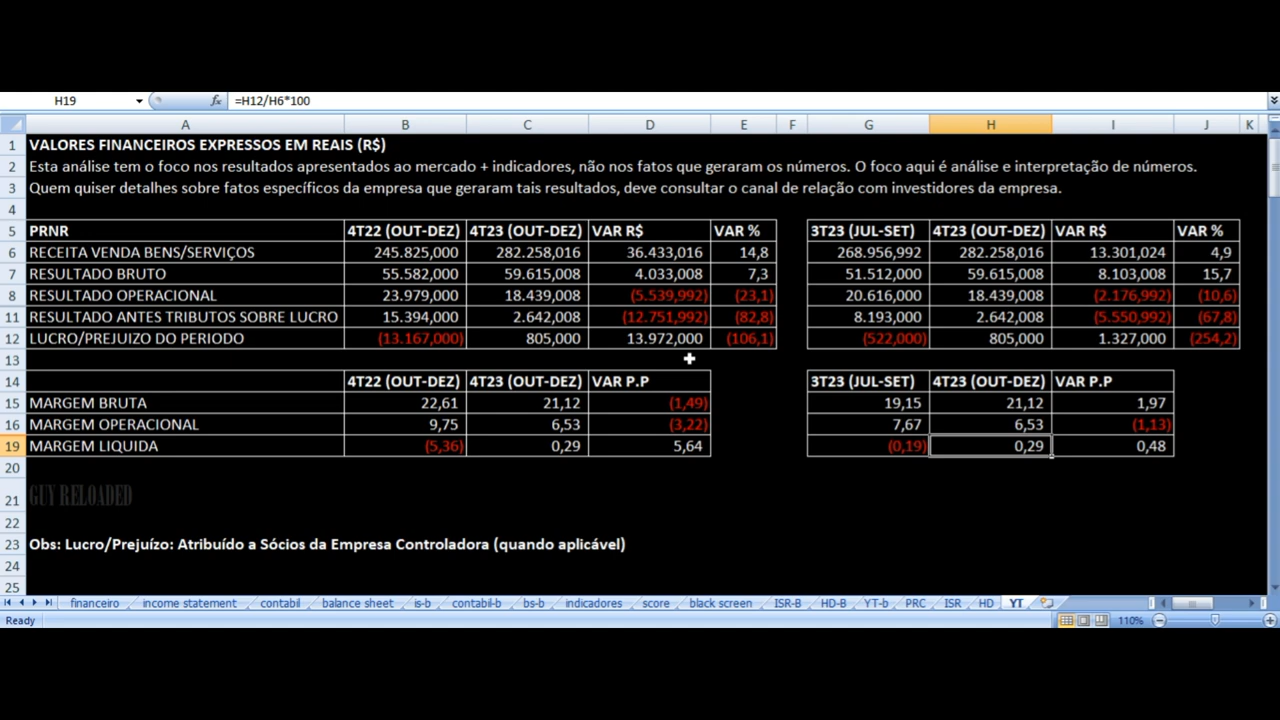 H19 fx =H12/H6*100
A B C D E F G H I J K
1 VALORES FINANCEIROS EXPRESSOS EM REAIS (R$)
2 Esta análise tem o foco nos resultados apresentados ao mercado + indicadores, não nos fatos que geraram os números. O foco aqui é análise e interpretação de números.
3 Quem quiser detalhes sobre fatos específicos da empresa que geraram tais resultados, deve consultar o canal de relação com investidores da empresa.
4
5 PRNR 4T22 (OUT-DEZ) 4T23 (OUT-DEZ) VAR R$ VAR % 3T23 (JUL-SET) 4T23 (OUT-DEZ) VAR R$ VAR %
6 RECEITA VENDA BENS/SERVIÇOS 245.825,000 282.258,016 36.433,016 14,8 268.956,992 282.258,016 13.301,024 4,9
7 RESULTADO BRUTO 55.582,000 59.615,008 4.033,008 7,3 51.512,000 59.615,008 8.103,008 15,7
8 RESULTADO OPERACIONAL 23.979,000 18.439,008 (5.539,992) (23,1) 20.616,000 18.439,008 (2.176,992) (10,6)
11 RESULTADO ANTES TRIBUTOS SOBRE LUCRO 15.394,000 2.642,008 (12.751,992) (82,8) 8.193,000 2.642,008 (5.550,992) (67,8)
12 LUCRO/PREJUIZO DO PERIODO (13.167,000) 805,000 13.972,000 (106,1) (522,000) 805,000 1.327,000 (254,2)
13
14 4T22 (OUT-DEZ) 4T23 (OUT-DEZ) VAR P.P 3T23 (JUL-SET) 4T23 (OUT-DEZ) VAR P.P
15 MARGEM BRUTA 22,61 21,12 (1,49) 19,15 21,12 1,97
16 MARGEM OPERACIONAL 9,75 6,53 (3,22) 7,67 6,53 (1,13)
19 MARGEM LIQUIDA (5,36) 0,29 5,64 (0,19) 0,29 0,48
20
21 GUY RELOADED
22
23 Obs: Lucro/Prejuízo: Atribuído a Sócios da Empresa Controladora (quando aplicável)
24
25
financeiro income statement contabil balance sheet is-b contabil-b bs-b indicadores score black screen ISR-B HD-B YT-b PRC ISR HD YT
Ready 110%